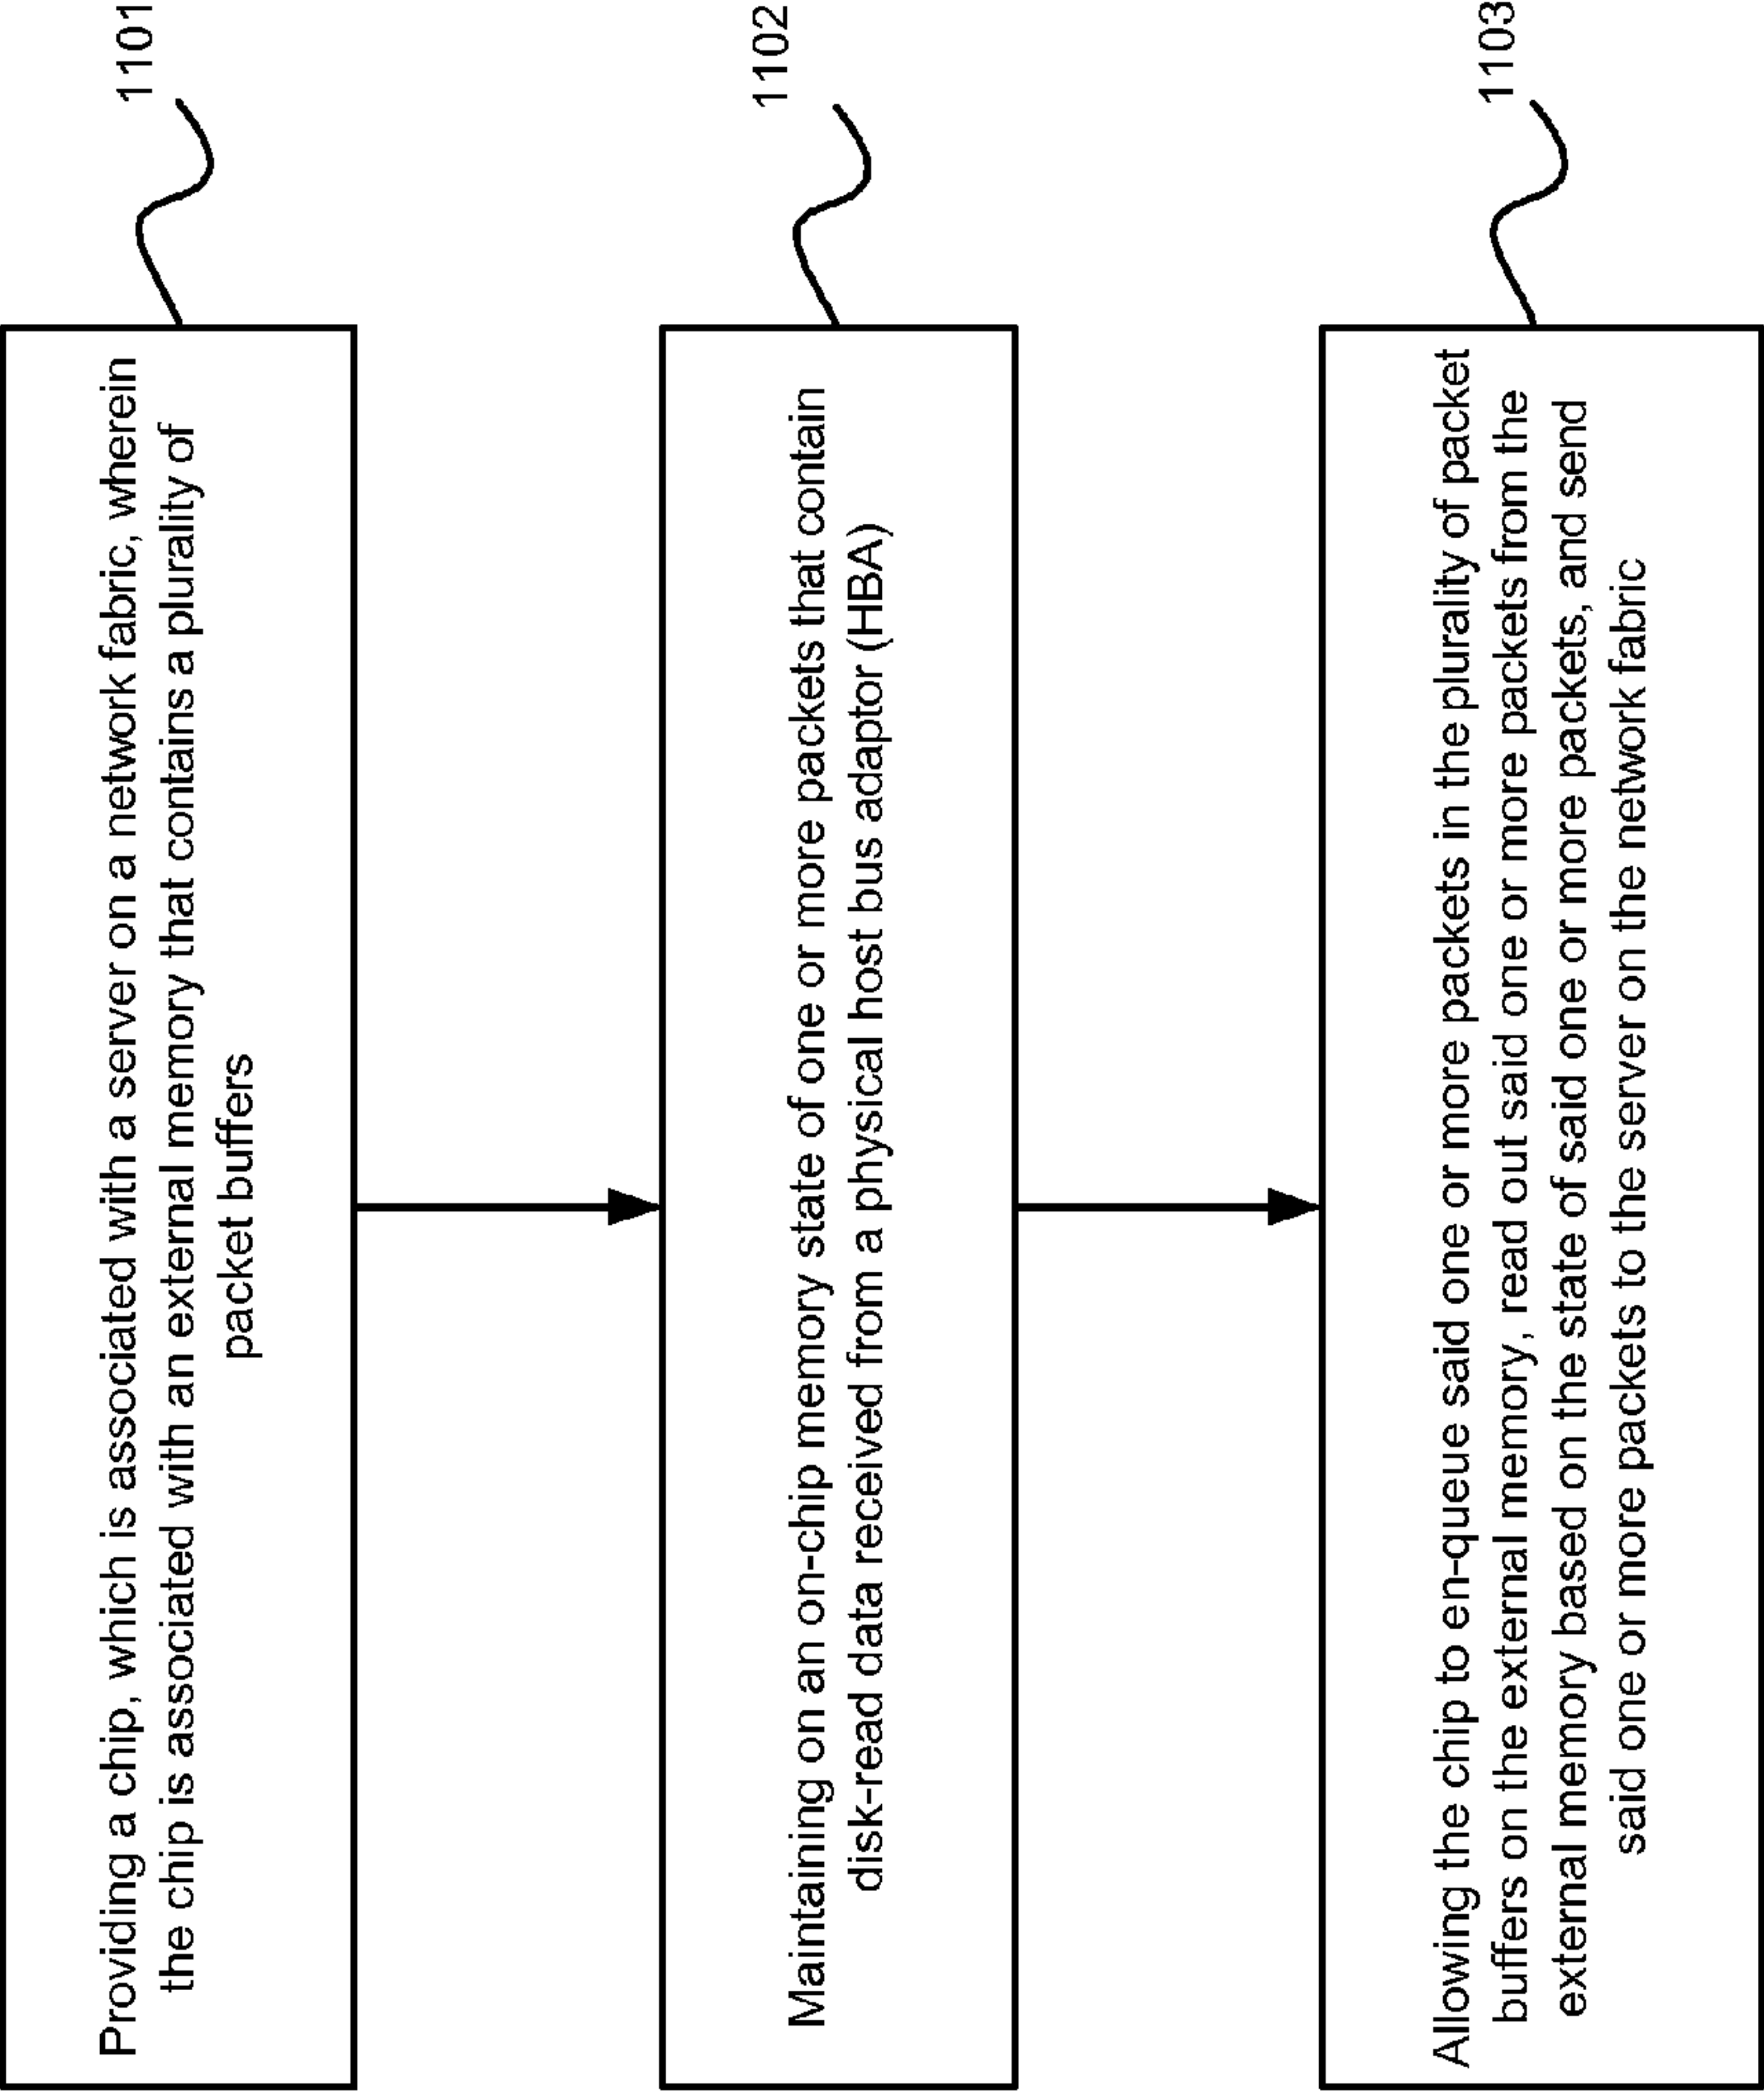 1101
Providing a chip, which is associated with a server on a network fabric, wherein
the chip is associated with an external memory that contains a plurality of
packet buffers
1102
Maintaining on an on-chip memory state of one or more packets that contain
disk-read data received from a physical host bus adaptor (HBA)
1103
Allowing the chip to en-queue said one or more packets in the plurality of packet
buffers on the external memory, read out said one or more packets from the
external memory based on the state of said one or more packets, and send
said one or more packets to the server on the network fabric